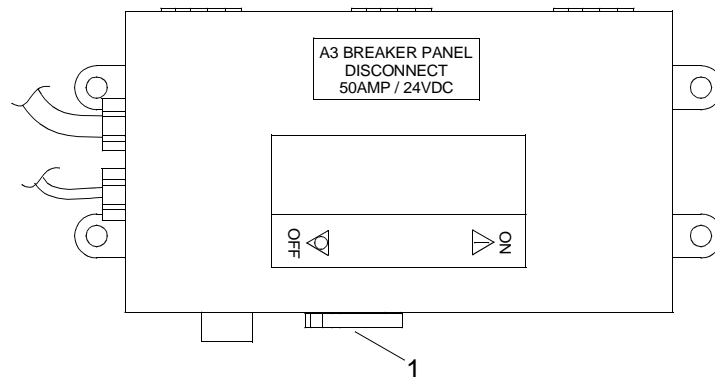 A3 BREAKER PANEL
DISCONNECT
50AMP / 24VDC
OFF
ON
1